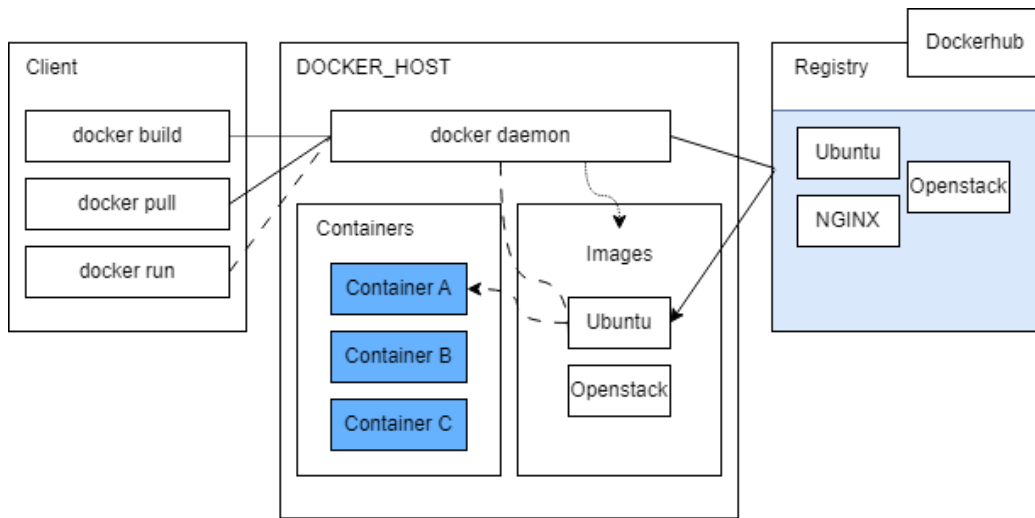 Dockerhub
Client
DOCKER_HOST
Registry
docker build
docker daemon
Ubuntu
docker pull
Openstack
NGINX
Containers
Images
docker run
Container A
Ubuntu
Container B
Openstack
Container C